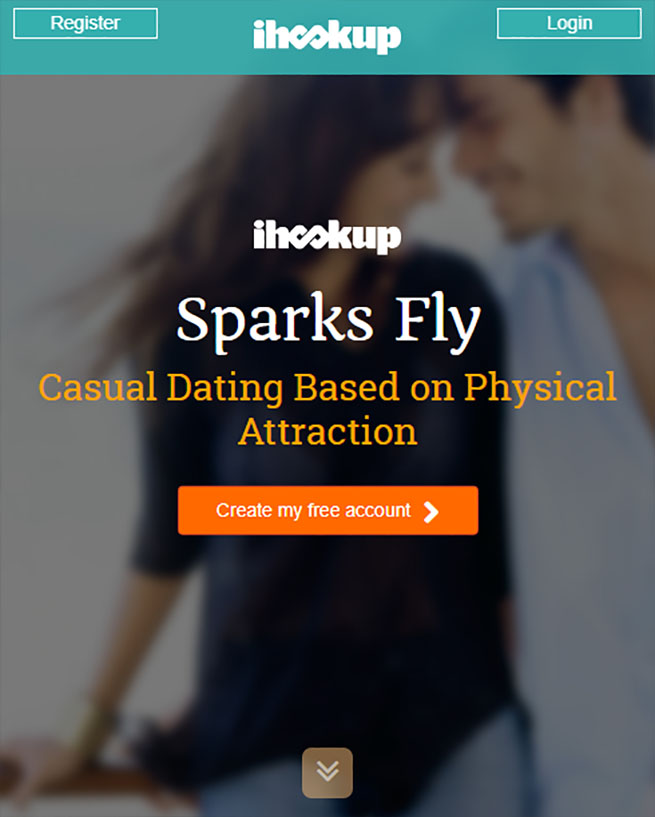 Register
ihookup
Login
ihookup
Sparks Fly
Casual Dating Based on Physical
Attraction
Create my free account